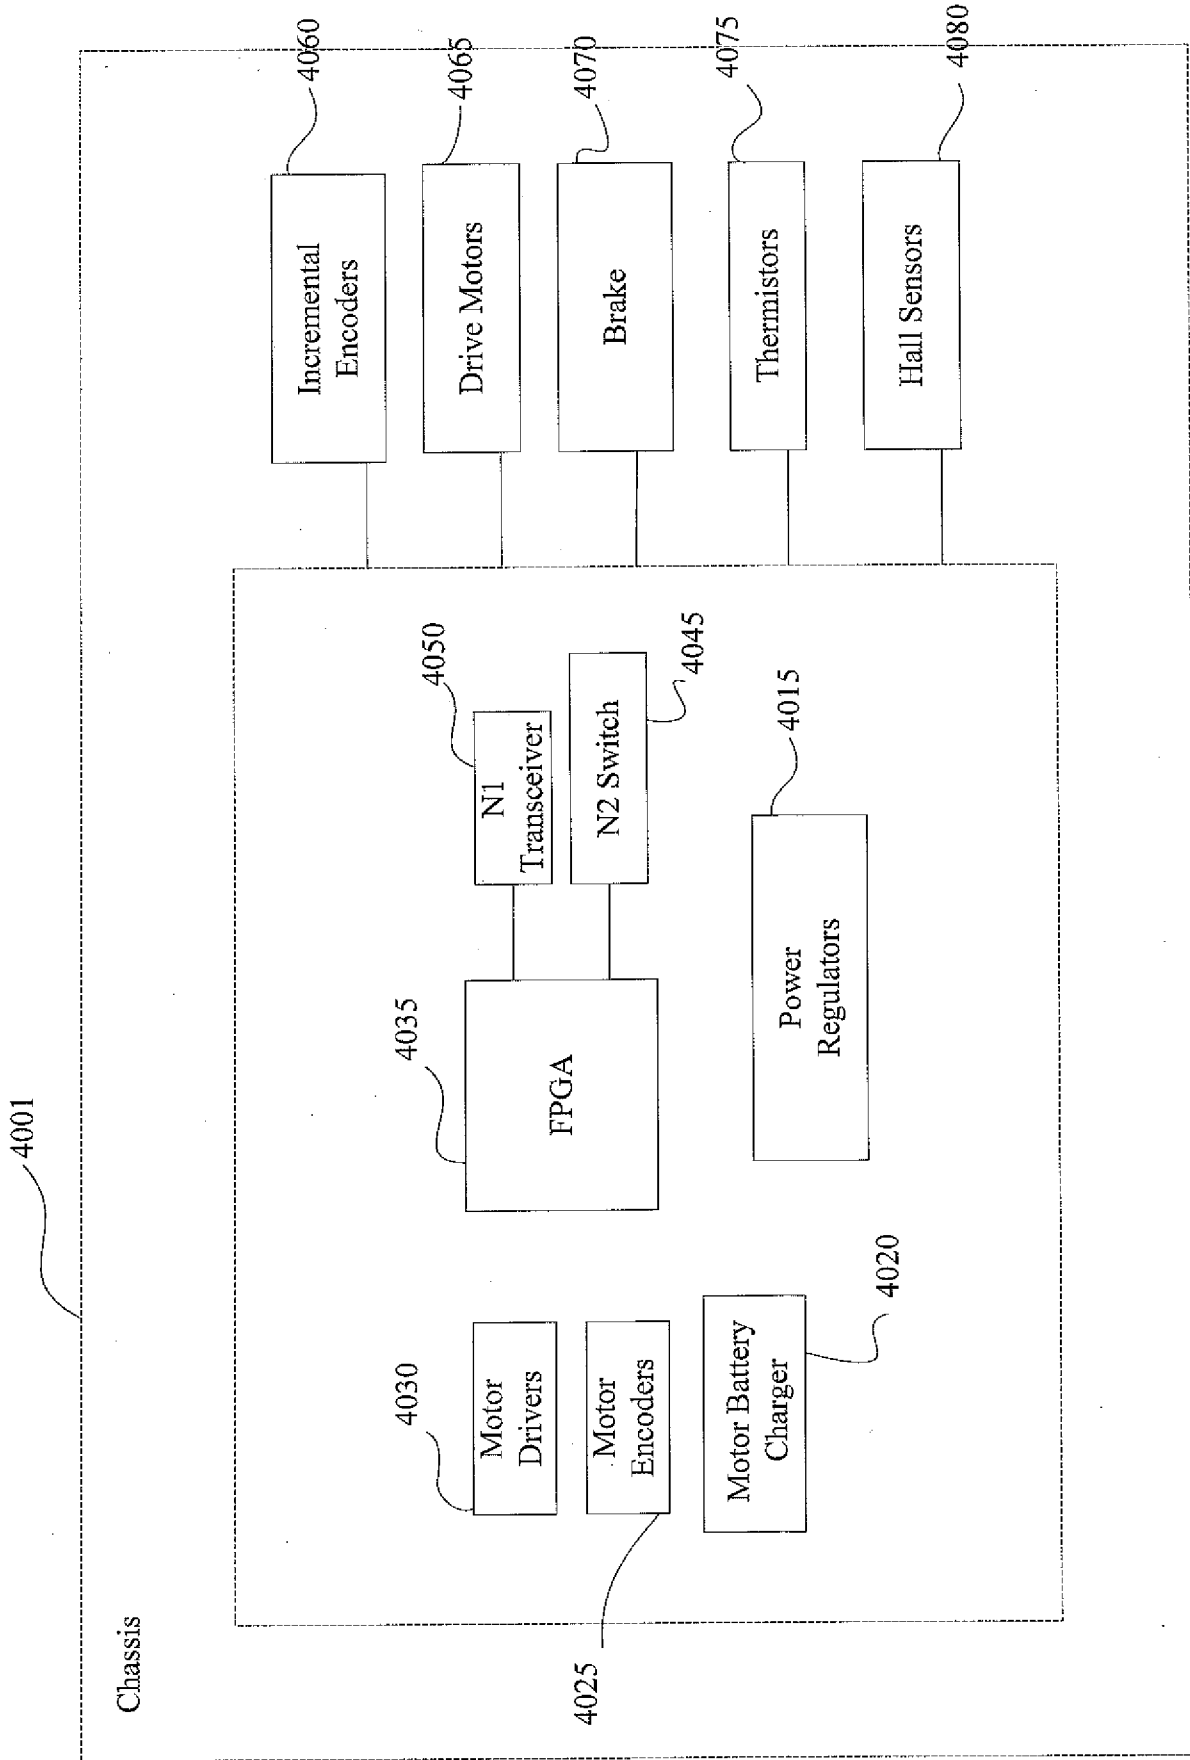 4001
Chassis
4030
Motor
Drivers
4035
FPGA
4050
N1
Transceiver
4060
Incremental
Encoders
4025
Motor
Encoders
N2 Switch
4045
4065
Drive Motors
4020
Motor Battery
Charger
Power
Regulators
4015
4070
Brake
4075
Thermistors
4080
Hall Sensors